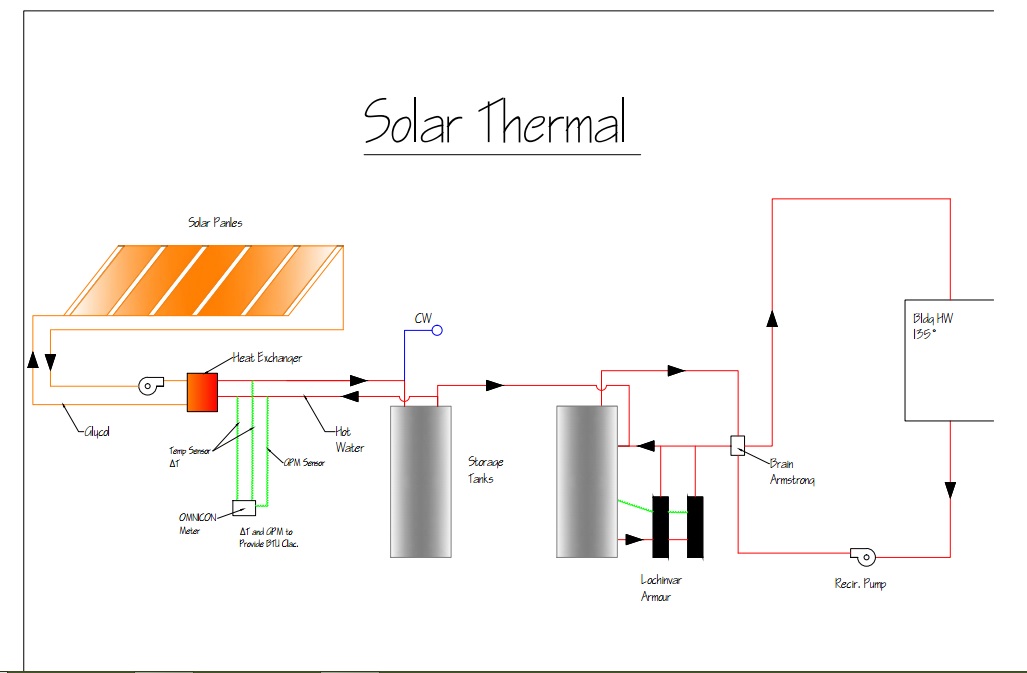 Solar Thermal
Solar Panles
CW
Bldg HW
135°
Heat Exchanger
Glycol
Hot
Water
Temp Sensor
ΔT
GPM Sensor
Storage
Tanks
Brain
Armstrong
OMNICON
Meter
ΔT and GPM to
Provide BTU Clac.
Lochinvar
Armour
Recir. Pump